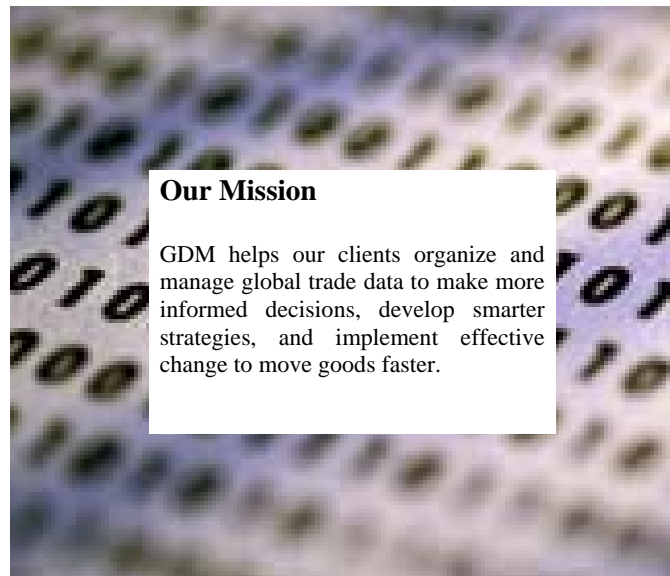 Our Mission
GDM helps our clients organize and
manage global trade data to make more
informed decisions, develop smarter
strategies, and implement effective
change to move goods faster.